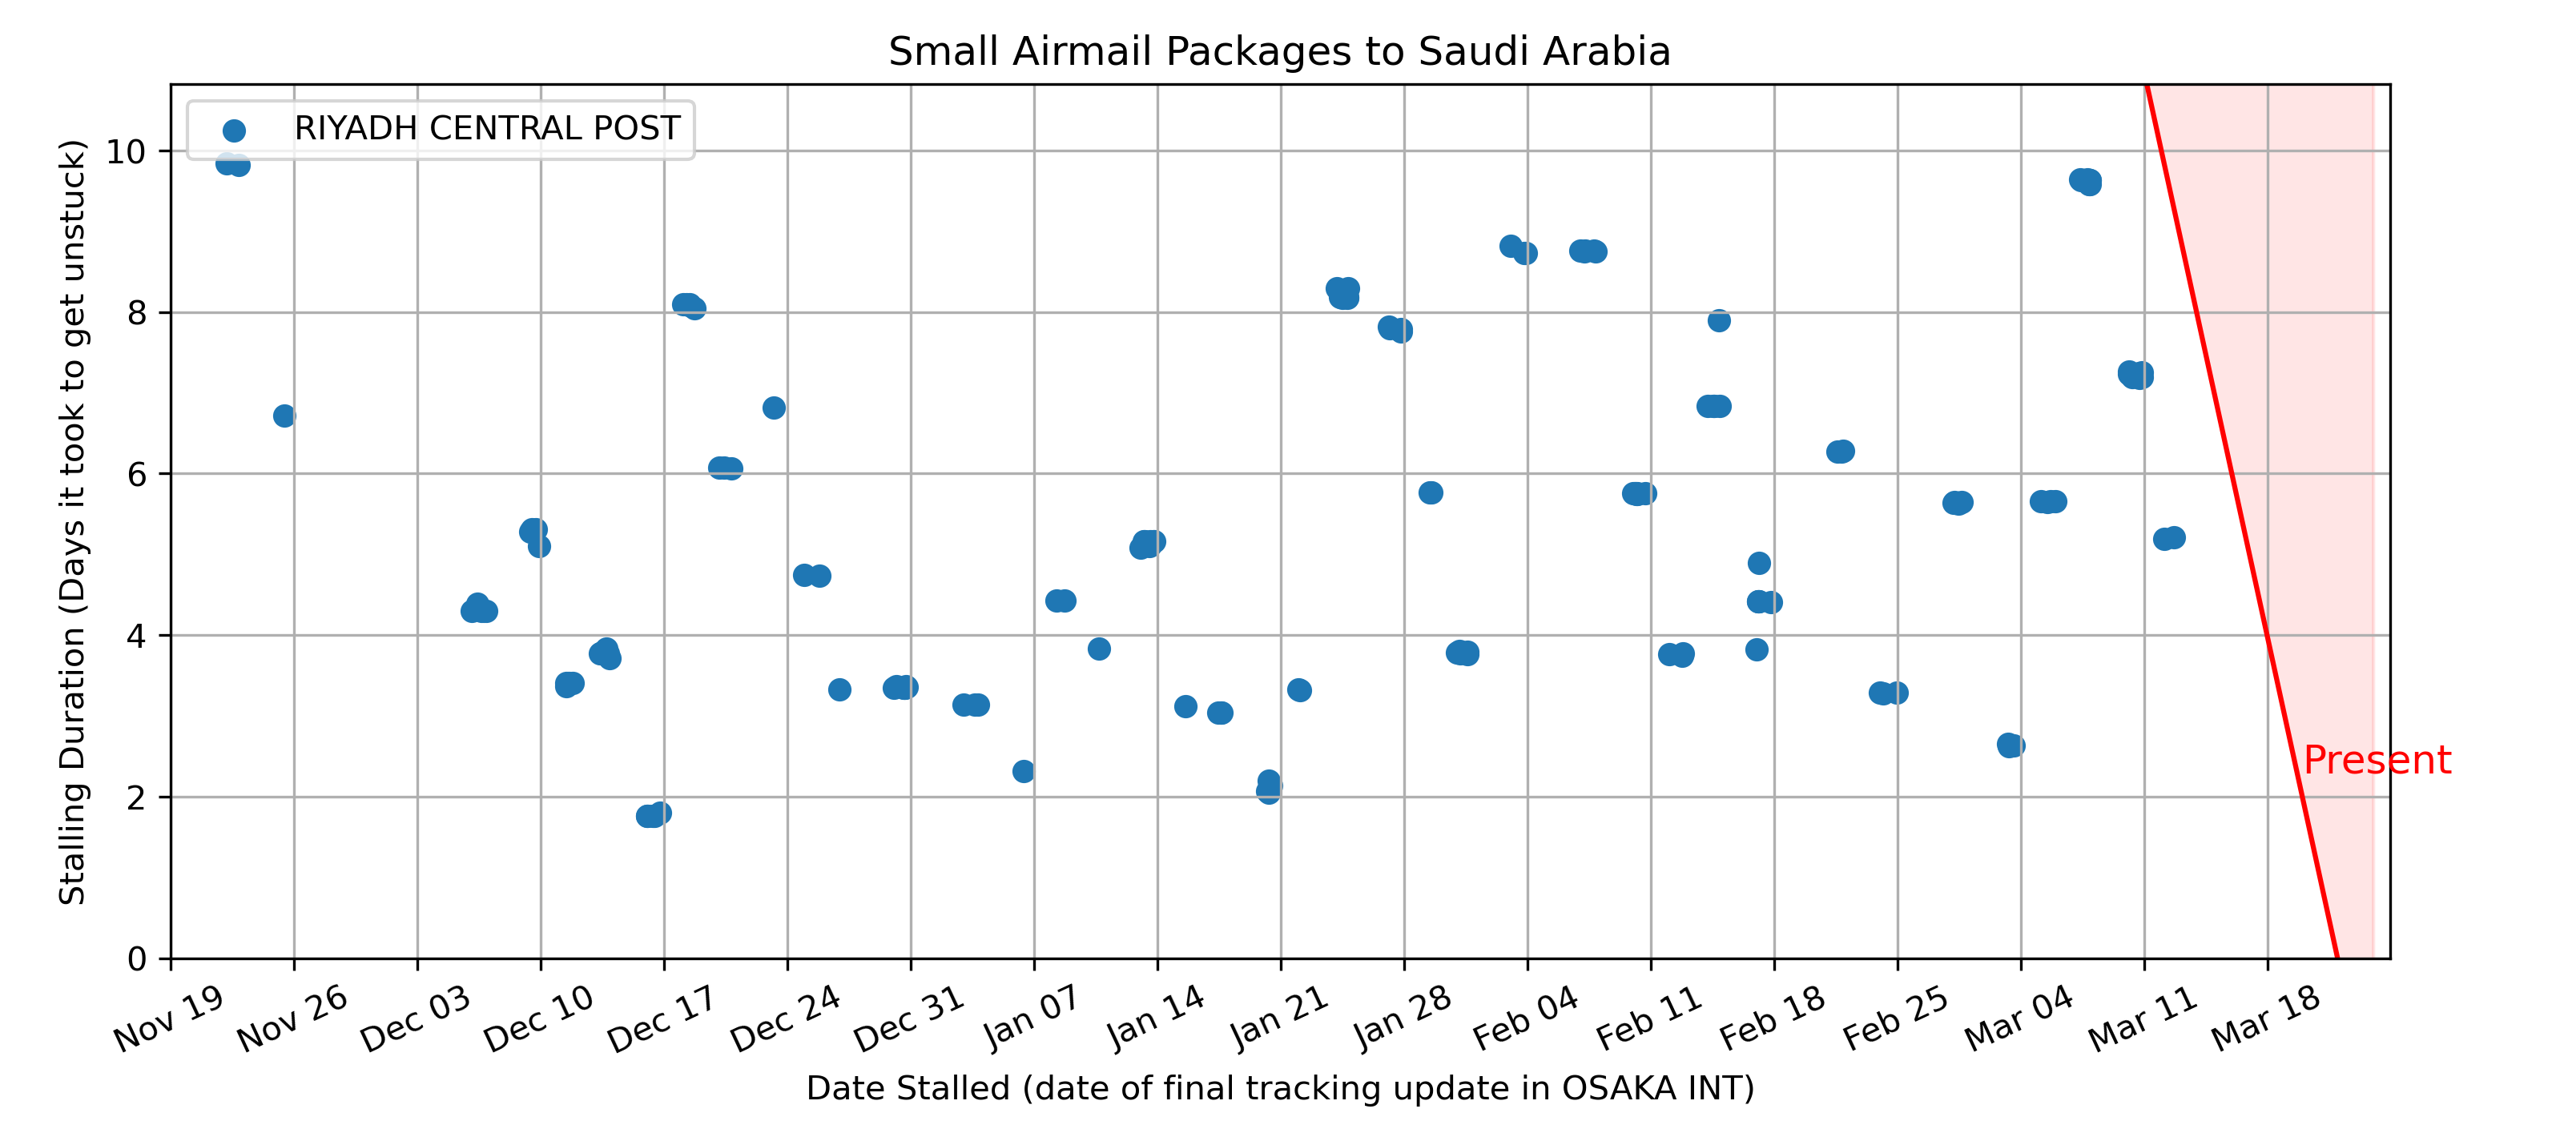 Small Airmail Packages to Saudi Arabia
RIYADH CENTRAL POST
Stalling Duration (Days it took to get unstuck)
10
8
6
4
2
0
Present
Nov 19
Nov 26
Dec 03
Dec 10
Dec 17
Dec 24
Dec 31
Jan 07
Jan 14
Jan 21
Jan 28
Feb 04
Feb 11
Feb 18
Feb 25
Mar 04
Mar 11
Mar 18
Date Stalled (date of final tracking update in OSAKA INT)